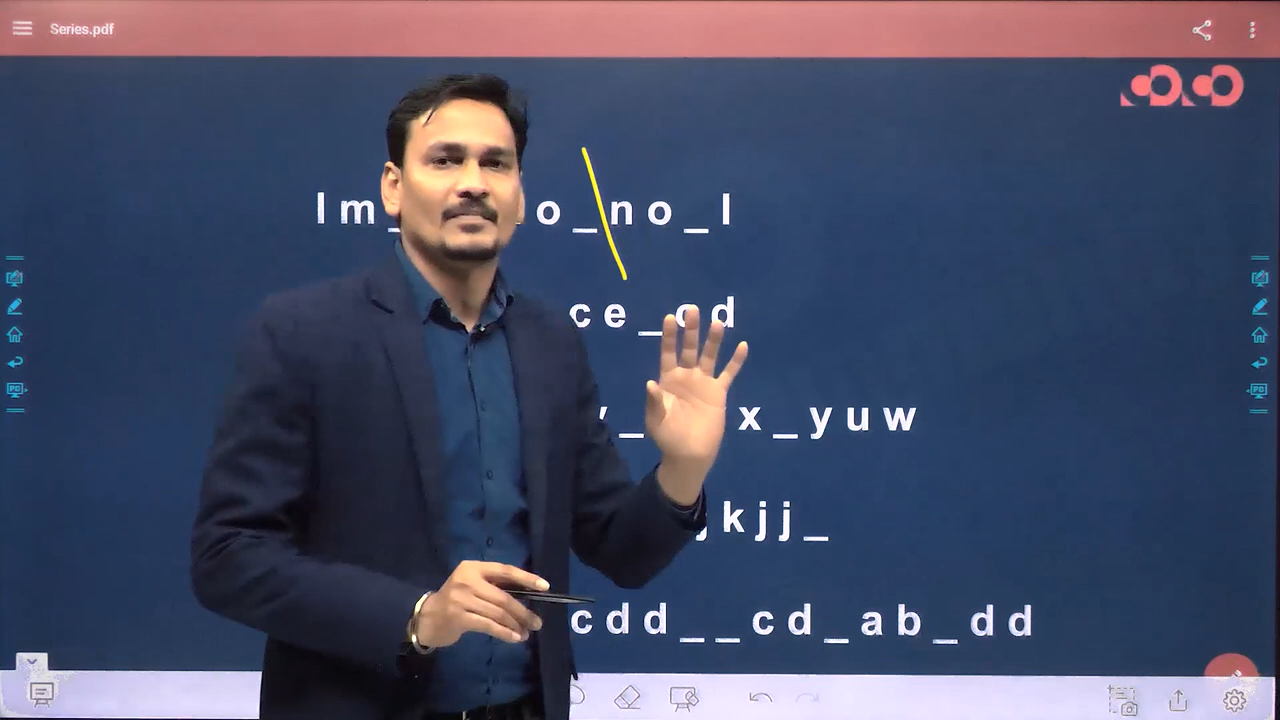 Series.pdf
l m _ o _ n o _ l
c e _ c d
_ x _ y u w
k j j _
c d d _ _ c d _ a b _ d d